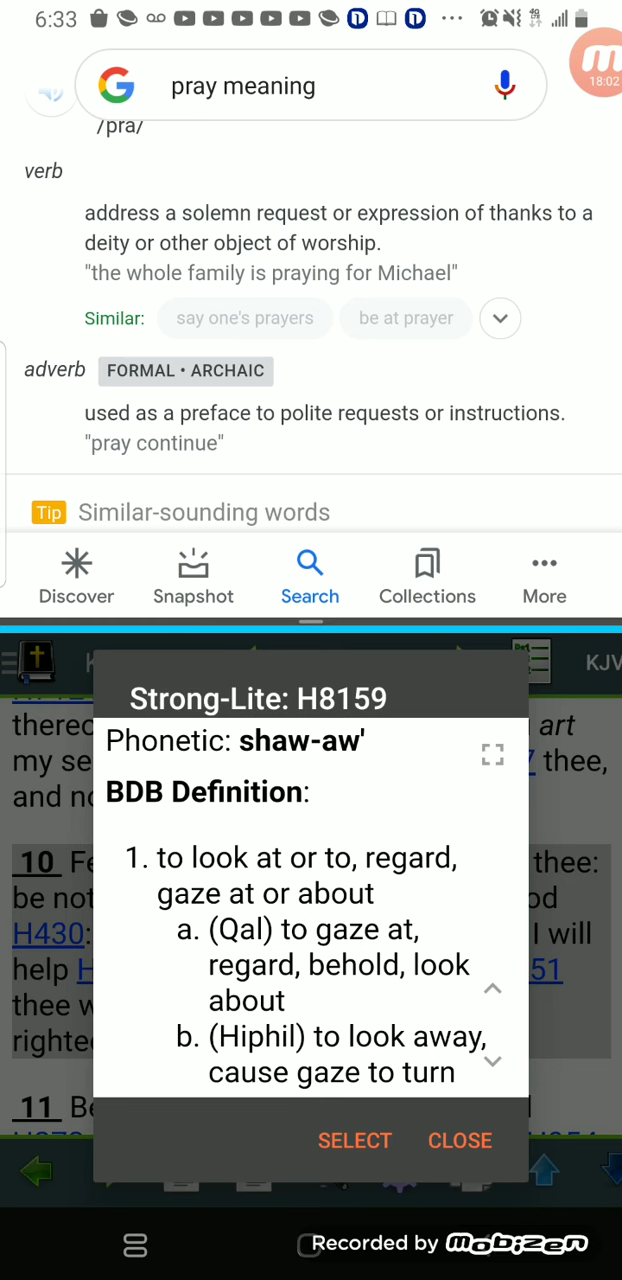 6:33
18:02
pray meaning
/prā/
verb
address a solemn request or expression of thanks to a
deity or other object of worship.
"the whole family is praying for Michael"
Similar: say one's prayers be at prayer
adverb FORMAL • ARCHAIC
used as a preface to polite requests or instructions.
"pray continue"
Tip Similar-sounding words
Discover Snapshot Search Collections More
KJV
Strong-Lite: H8159
Phonetic: shaw-aw'
art
my thee,
and
BDB Definition:
1. to look at or to, regard,
gaze at or about
a. (Qal) to gaze at,
regard, behold, look
about
b. (Hiphil) to look away,
cause gaze to turn
10 thee:
be not
H430: I will
help 51
thee
11
SELECT CLOSE
Recorded by Mobizen